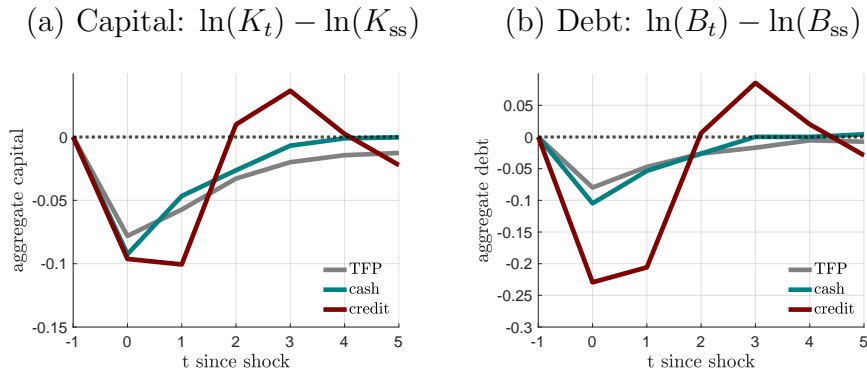 (a) Capital: ln(K_t) − ln(K_ss)
0
-0.05
-0.1
-0.15
aggregate capital
TFP
cash
credit
-1 0 1 2 3 4 5
t since shock
(b) Debt: ln(B_t) − ln(B_ss)
0.05
0
-0.05
-0.1
-0.15
-0.2
-0.25
-0.3
aggregate debt
TFP
cash
credit
-1 0 1 2 3 4 5
t since shock